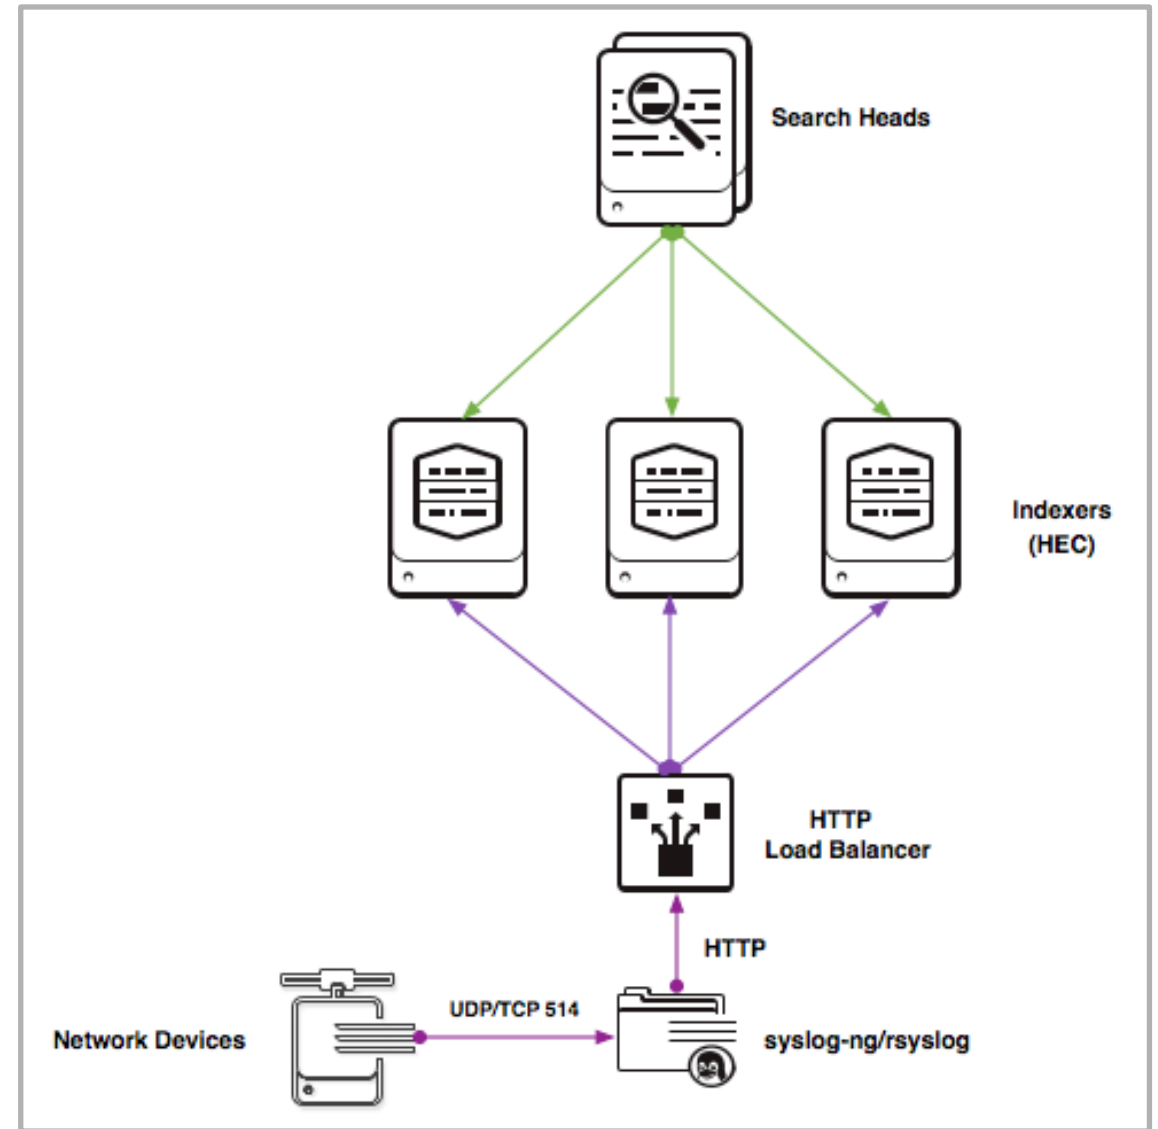 Search Heads
Indexers
(HEC)
HTTP
Load Balancer
HTTP
UDP/TCP 514
Network Devices
syslog-ng/rsyslog